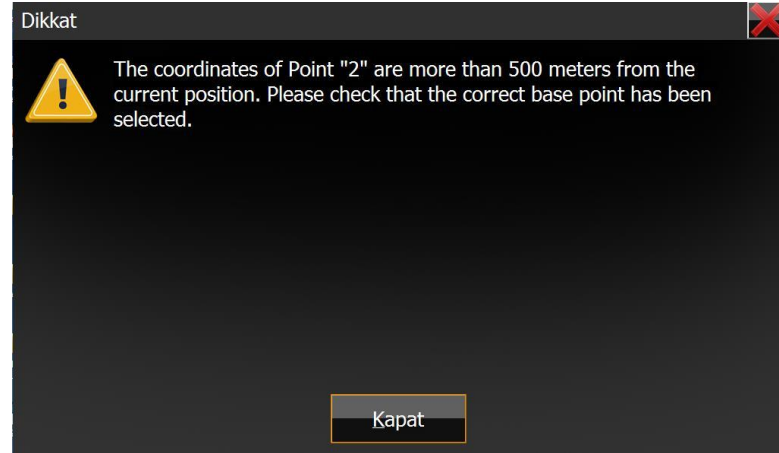 Dikkat
The coordinates of Point "2" are more than 500 meters from the
current position. Please check that the correct base point has been
selected.
Kapat